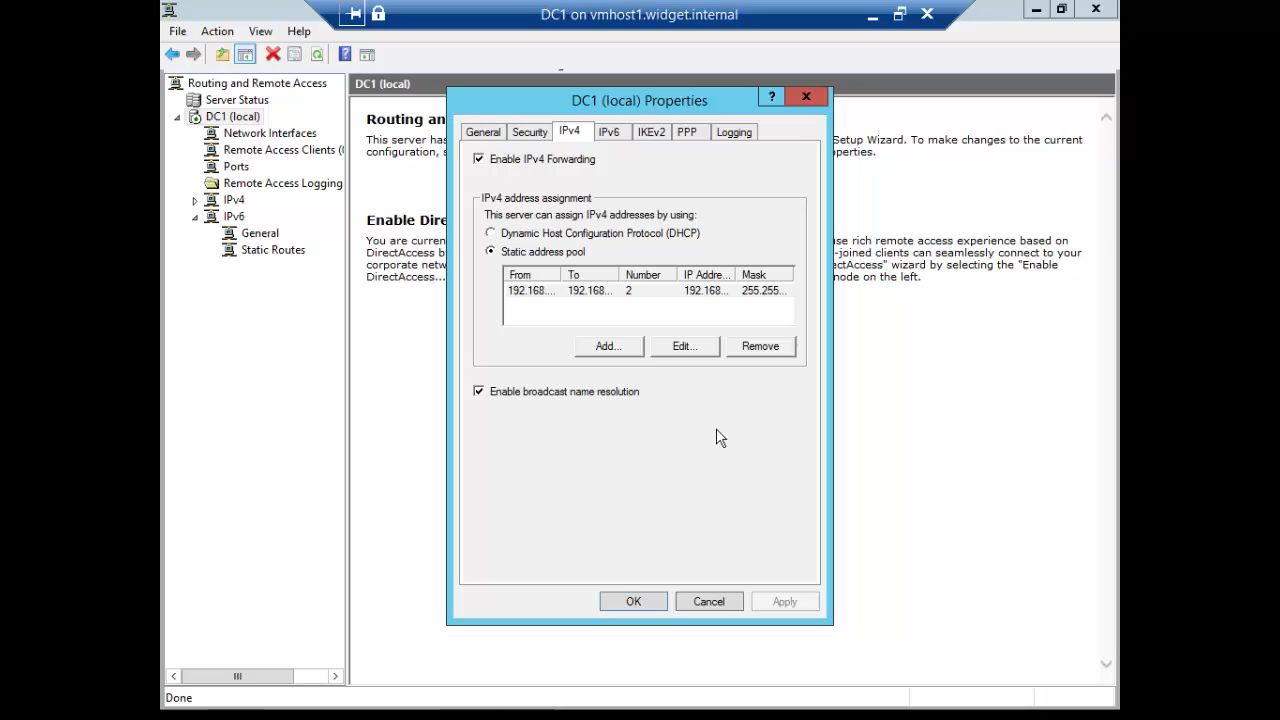 DC1 on vmhost1.widget.internal
File Action View Help
Routing and Remote Access
Server Status
DC1 (local)
Network Interfaces
Remote Access Clients (
Ports
Remote Access Logging
IPv4
IPv6
General
Static Routes
DC1 (local)
Routing an
This server has
configuration, s
Setup Wizard. To make changes to the current
operties.
Enable Dire
You are curren
DirectAccess b
corporate netw
DirectAccess...
use rich remote access experience based on
-joined clients can seamlessly connect to your
ectAccess" wizard by selecting the "Enable
node on the left.
DC1 (local) Properties
?
General Security IPv4 IPv6 IKEv2 PPP Logging
Enable IPv4 Forwarding
IPv4 address assignment
This server can assign IPv4 addresses by using:
Dynamic Host Configuration Protocol (DHCP)
Static address pool
From To Number IP Addre... Mask
192.168.... 192.168... 2 192.168... 255.255...
Add... Edit... Remove
Enable broadcast name resolution
OK Cancel Apply
Done